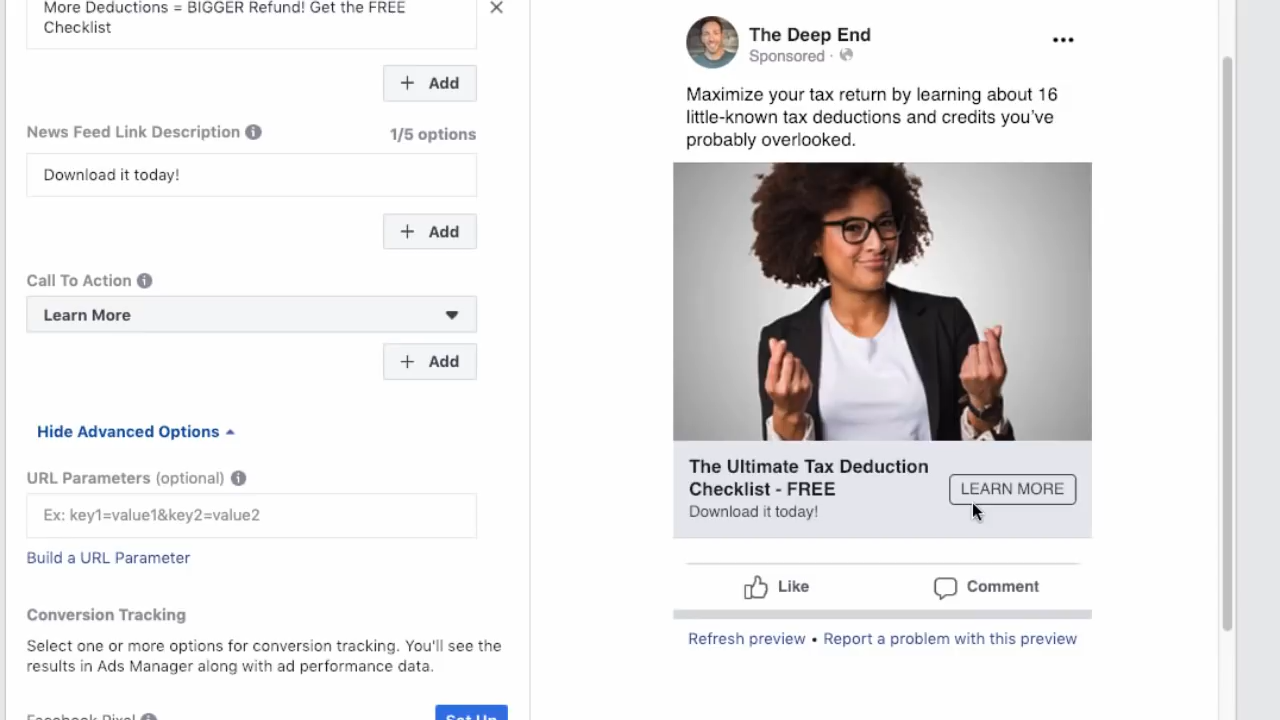 More Deductions = BIGGER Refund! Get the FREE
Checklist
+ Add
News Feed Link Description
1/5 options
Download it today!
+ Add
Call To Action
Learn More
+ Add
Hide Advanced Options
URL Parameters (optional)
Ex: key1=value1&key2=value2
Build a URL Parameter
Conversion Tracking
Select one or more options for conversion tracking. You'll see the
results in Ads Manager along with ad performance data.
Facebook Pixel
Set Up
The Deep End
Sponsored ·
Maximize your tax return by learning about 16
little-known tax deductions and credits you've
probably overlooked.
The Ultimate Tax Deduction
Checklist - FREE
Download it today!
LEARN MORE
Like
Comment
Refresh preview • Report a problem with this preview